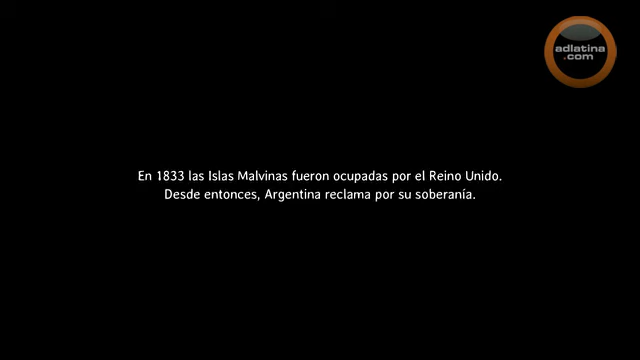 adlatina
.com
En 1833 las Islas Malvinas fueron ocupadas por el Reino Unido.
Desde entonces, Argentina reclama por su soberanía.